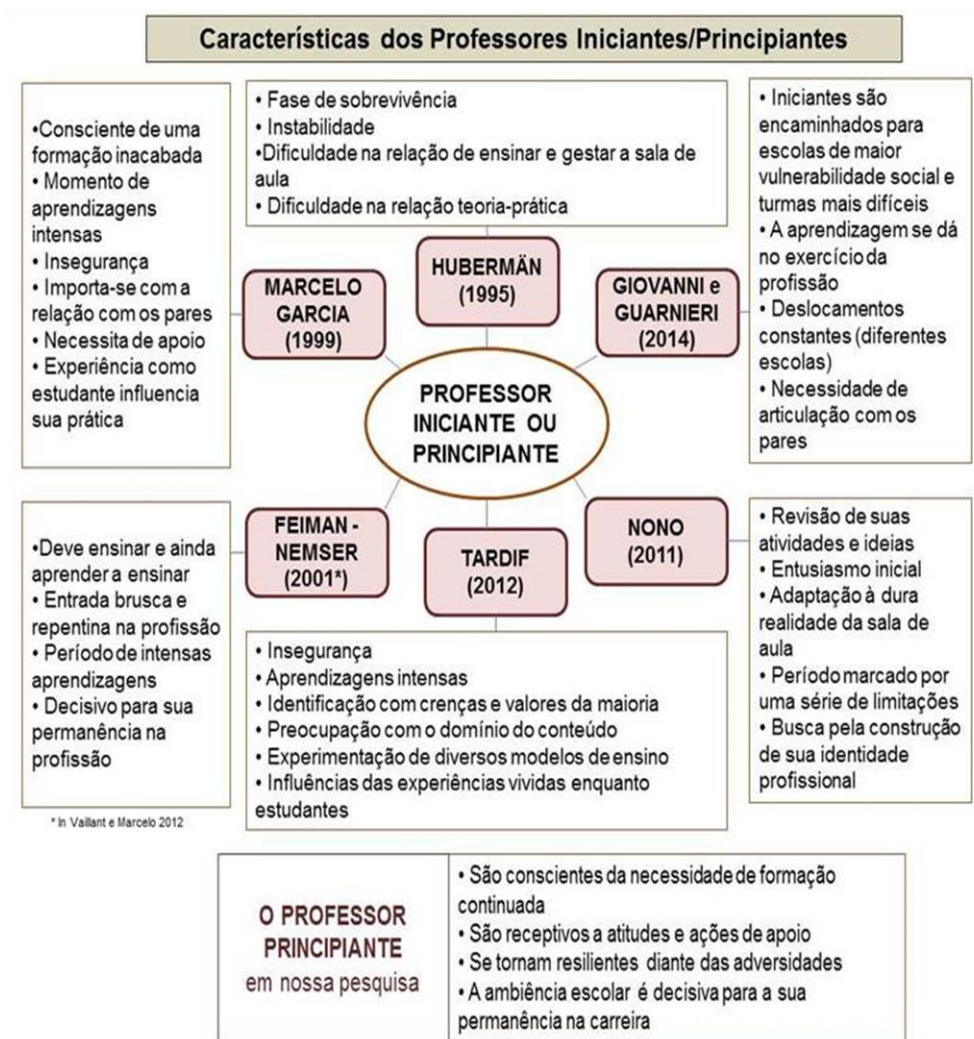 Características dos Professores Iniciantes/Principiantes
•Consciente de uma
formação inacabada
• Momento de
aprendizagens
intensas
• Insegurança
• Importa-se com a
relação com os pares
• Necessita de apoio
• Experiência como
estudante influencia
sua prática
• Fase de sobrevivência
• Instabilidade
•Dificuldade na relação de ensinar e gestar a sala de
aula
• Dificuldade na relação teoria-prática
• Iniciantes são
encaminhados para
escolas de maior
vulnerabilidade social e
turmas mais difíceis
• A aprendizagem se dá
no exercício da
profissão
• Deslocamentos
constantes (diferentes
escolas)
• Necessidade de
articulação com os
pares
MARCELO
GARCIA
(1999)
HUBERMÄN
(1995)
GIOVANNI e
GUARNIERI
(2014)
PROFESSOR
INICIANTE OU
PRINCIPIANTE
FEIMAN -
NEMSER
(2001*)
TARDIF
(2012)
NONO
(2011)
•Deve ensinar e ainda
aprender a ensinar
• Entrada brusca e
repentina na profissão
• Período de intensas
aprendizagens
• Decisivo para sua
permanência na
profissão
* In Vaillant e Marcelo 2012
• Insegurança
• Aprendizagens intensas
• Identificação com crenças e valores da maioria
• Preocupação com o domínio do conteúdo
• Experimentação de diversos modelos de ensino
• Influências das experiências vividas enquanto
estudantes
• Revisão de suas
atividades e ideias
• Entusiasmo inicial
• Adaptação à dura
realidade da sala de
aula
• Período marcado por
uma série de limitações
• Busca pela construção
de sua identidade
profissional
O PROFESSOR
PRINCIPIANTE
em nossa pesquisa
• São conscientes da necessidade de formação
continuada
• São receptivos a atitudes e ações de apoio
• Se tornam resilientes diante das adversidades
• A ambiência escolar é decisiva para a sua
permanência na carreira